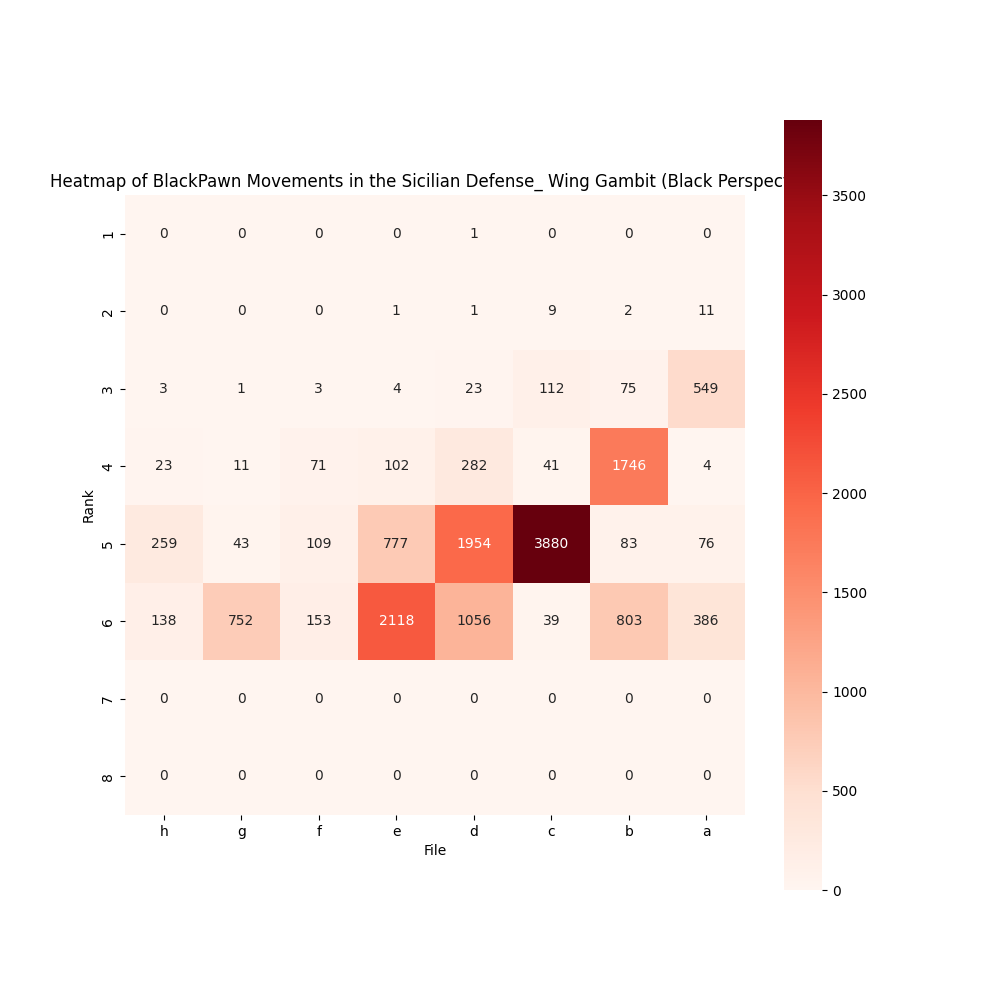 Heatmap of BlackPawn Movements in the Sicilian Defense_ Wing Gambit (Black Perspec
Rank
1 0 0 0 0 1 0 0 0
2 0 0 0 1 1 9 2 11
3 3 1 3 4 23 112 75 549
4 23 11 71 102 282 41 1746 4
5 259 43 109 777 1954 3880 83 76
6 138 752 153 2118 1056 39 803 386
7 0 0 0 0 0 0 0 0
8 0 0 0 0 0 0 0 0
h g f e d c b a
File
3500
3000
2500
2000
1500
1000
500
0